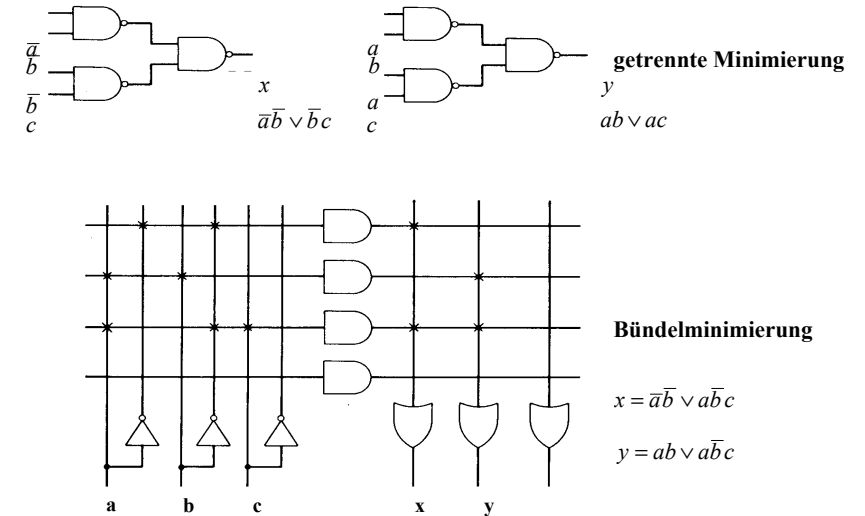 a̅
b
b̅
c
x
a̅b̅ ∨ b̅c
a
b
a
c
getrennte Minimierung
y
ab ∨ ac
Bündelminimierung
x = a̅b̅ ∨ ab̅c
y = ab ∨ ab̅c
a b c x y